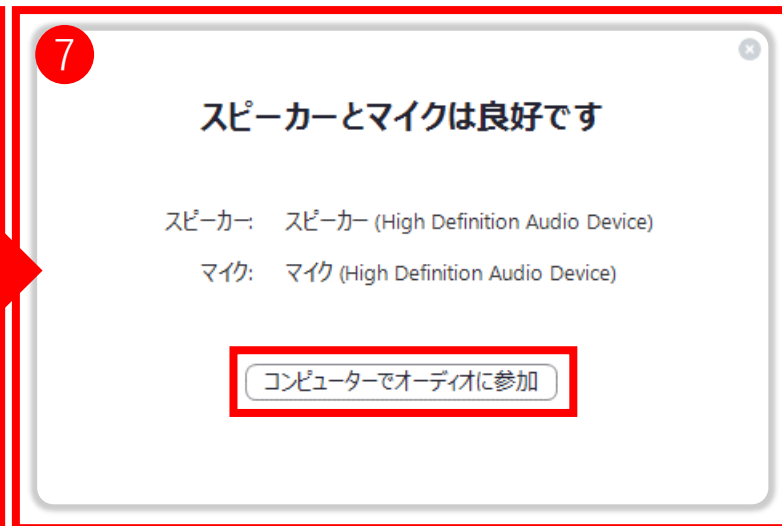 7
スピーカーとマイクは良好です
スピーカー: スピーカー (High Definition Audio Device)
マイク: マイク (High Definition Audio Device)
コンピューターでオーディオに参加